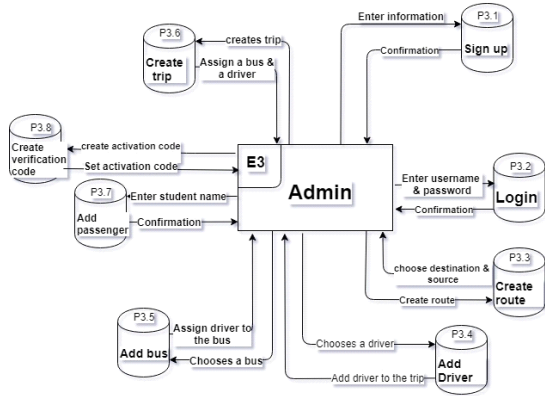 P3.6
Create
trip
creates trip
Assign a bus &
a driver
Enter information
Confirmation
P3.1
Sign up
P3.8
Create
verification
code
create activation code
Set activation code
P3.7
Add
passenger
Enter student name
Confirmation
E3
Admin
Enter username
& password
Confirmation
P3.2
Login
choose destination &
source
Create route
P3.3
Create
route
P3.5
Add bus
Assign driver to
the bus
Chooses a bus
Chooses a driver
Add driver to the trip
P3.4
Add
Driver